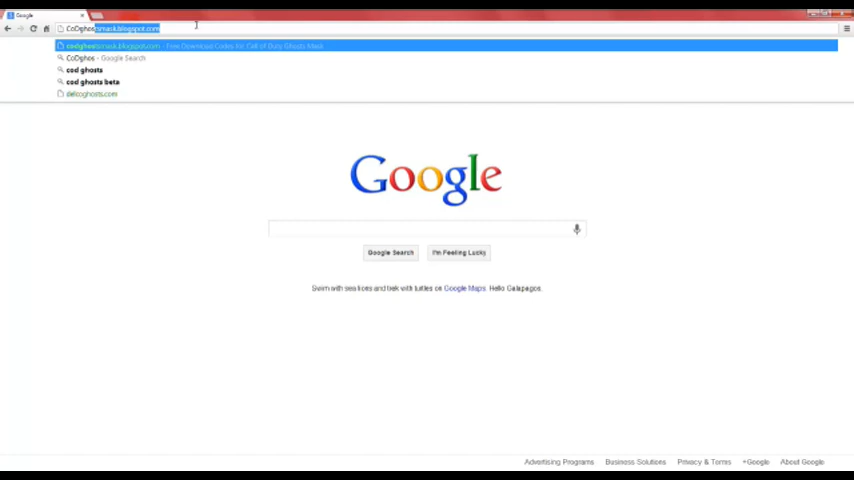 Google
CoDghostsmask.blogspot.com
codghostsmask.blogspot.com - Free Download Codes for Call of Duty Ghosts Mask
CoDghos - Google Search
cod ghosts
cod ghosts beta
delcoghosts.com
Google
Google Search I'm Feeling Lucky
Swim with sea lions and trek with turtles on Google Maps. Hello Galapagos.
Advertising Programs Business Solutions Privacy & Terms +Google About Google